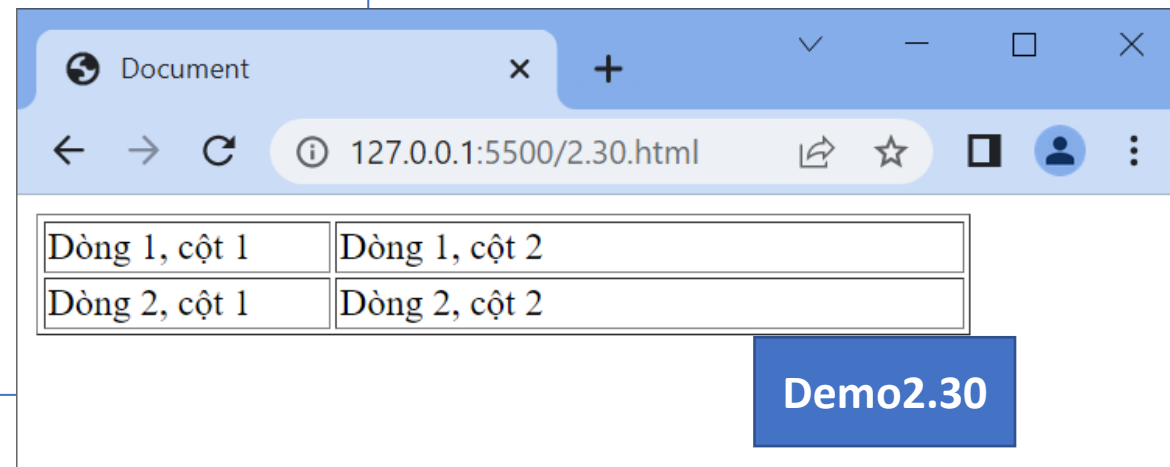 Document
127.0.0.1:5500/2.30.html
Dòng 1, cột 1 Dòng 1, cột 2
Dòng 2, cột 1 Dòng 2, cột 2
Demo2.30